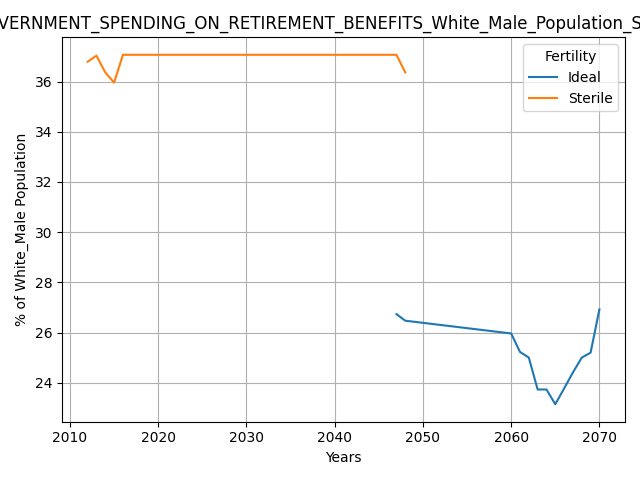 VERNMENT_SPENDING_ON_RETIREMENT_BENEFITS_White_Male_Population_S
Fertility
Ideal
Sterile
36
34
32
30
28
26
24
% of White_Male Population
2010 2020 2030 2040 2050 2060 2070
Years